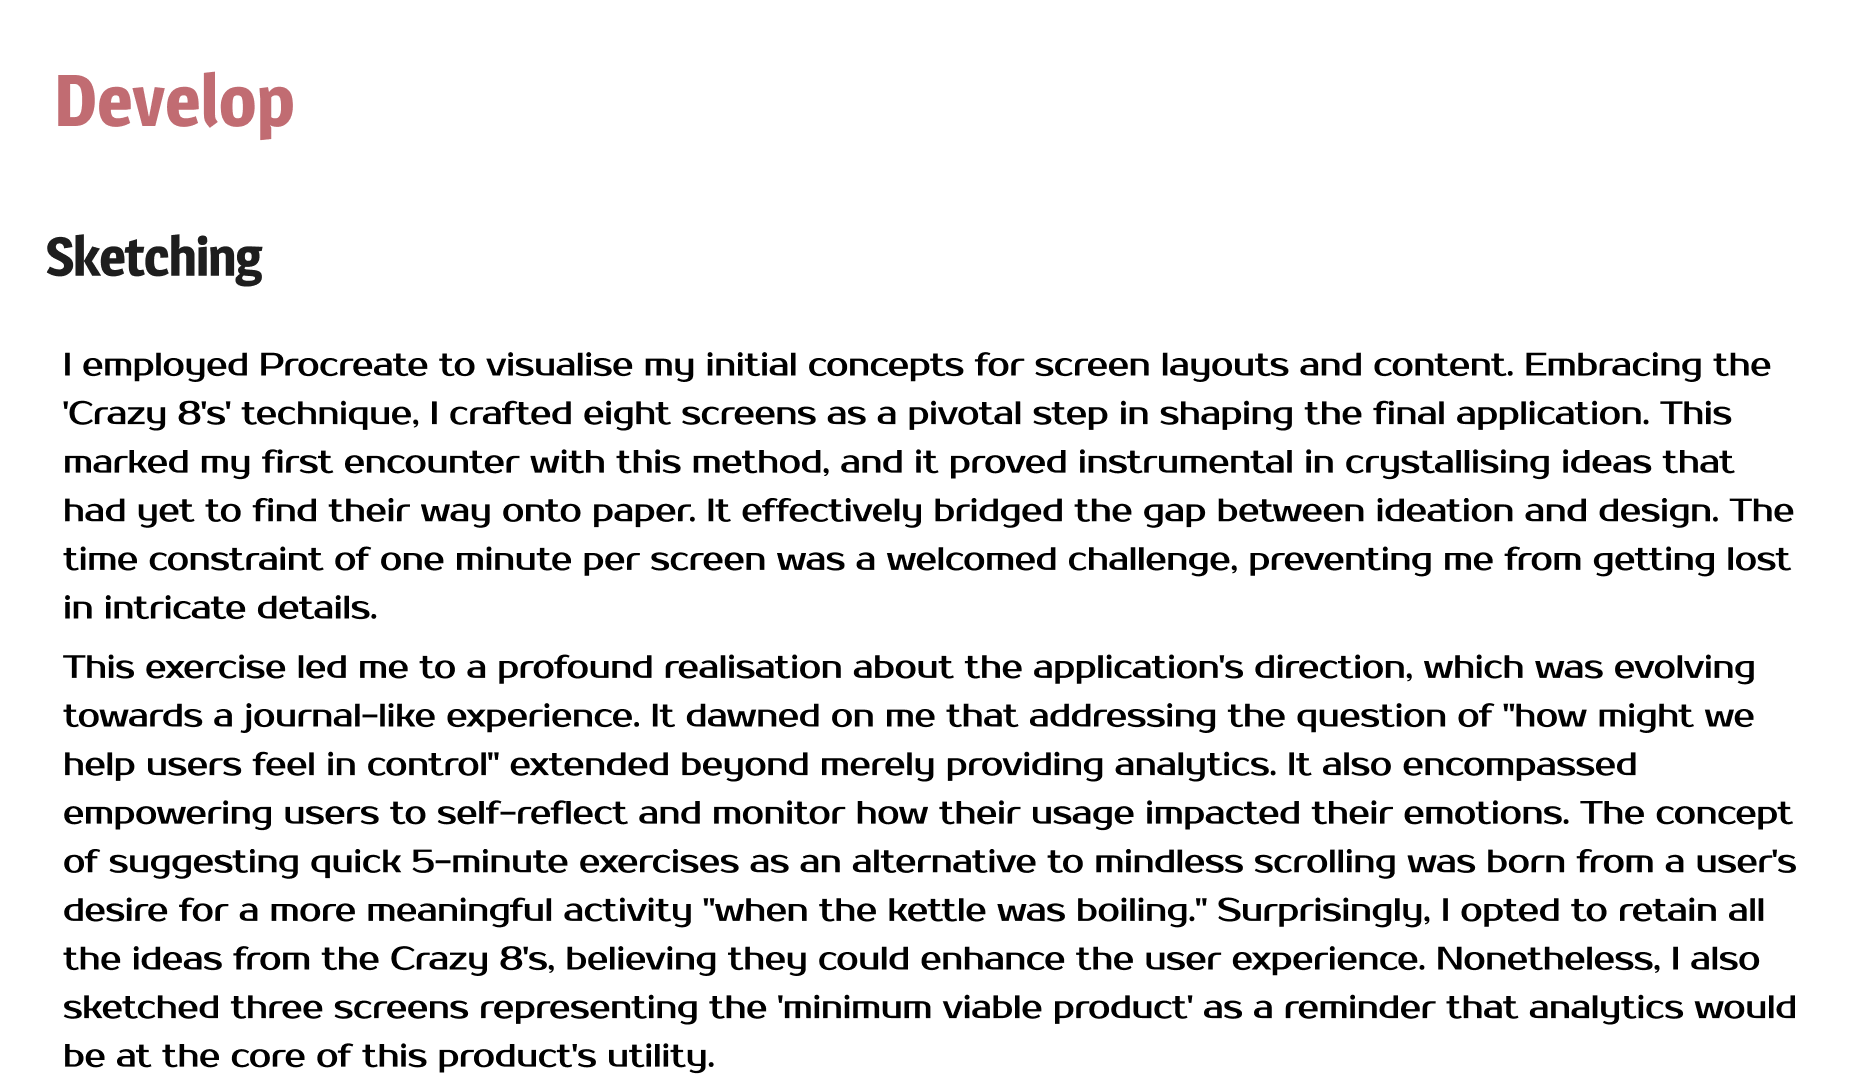 Develop
Sketching
I employed Procreate to visualise my initial concepts for screen layouts and content. Embracing the
'Crazy 8's' technique, I crafted eight screens as a pivotal step in shaping the final application. This
marked my first encounter with this method, and it proved instrumental in crystallising ideas that
had yet to find their way onto paper. It effectively bridged the gap between ideation and design. The
time constraint of one minute per screen was a welcomed challenge, preventing me from getting lost
in intricate details.
This exercise led me to a profound realisation about the application's direction, which was evolving
towards a journal-like experience. It dawned on me that addressing the question of "how might we
help users feel in control" extended beyond merely providing analytics. It also encompassed
empowering users to self-reflect and monitor how their usage impacted their emotions. The concept
of suggesting quick 5-minute exercises as an alternative to mindless scrolling was born from a user's
desire for a more meaningful activity "when the kettle was boiling." Surprisingly, I opted to retain all
the ideas from the Crazy 8's, believing they could enhance the user experience. Nonetheless, I also
sketched three screens representing the 'minimum viable product' as a reminder that analytics would
be at the core of this product's utility.